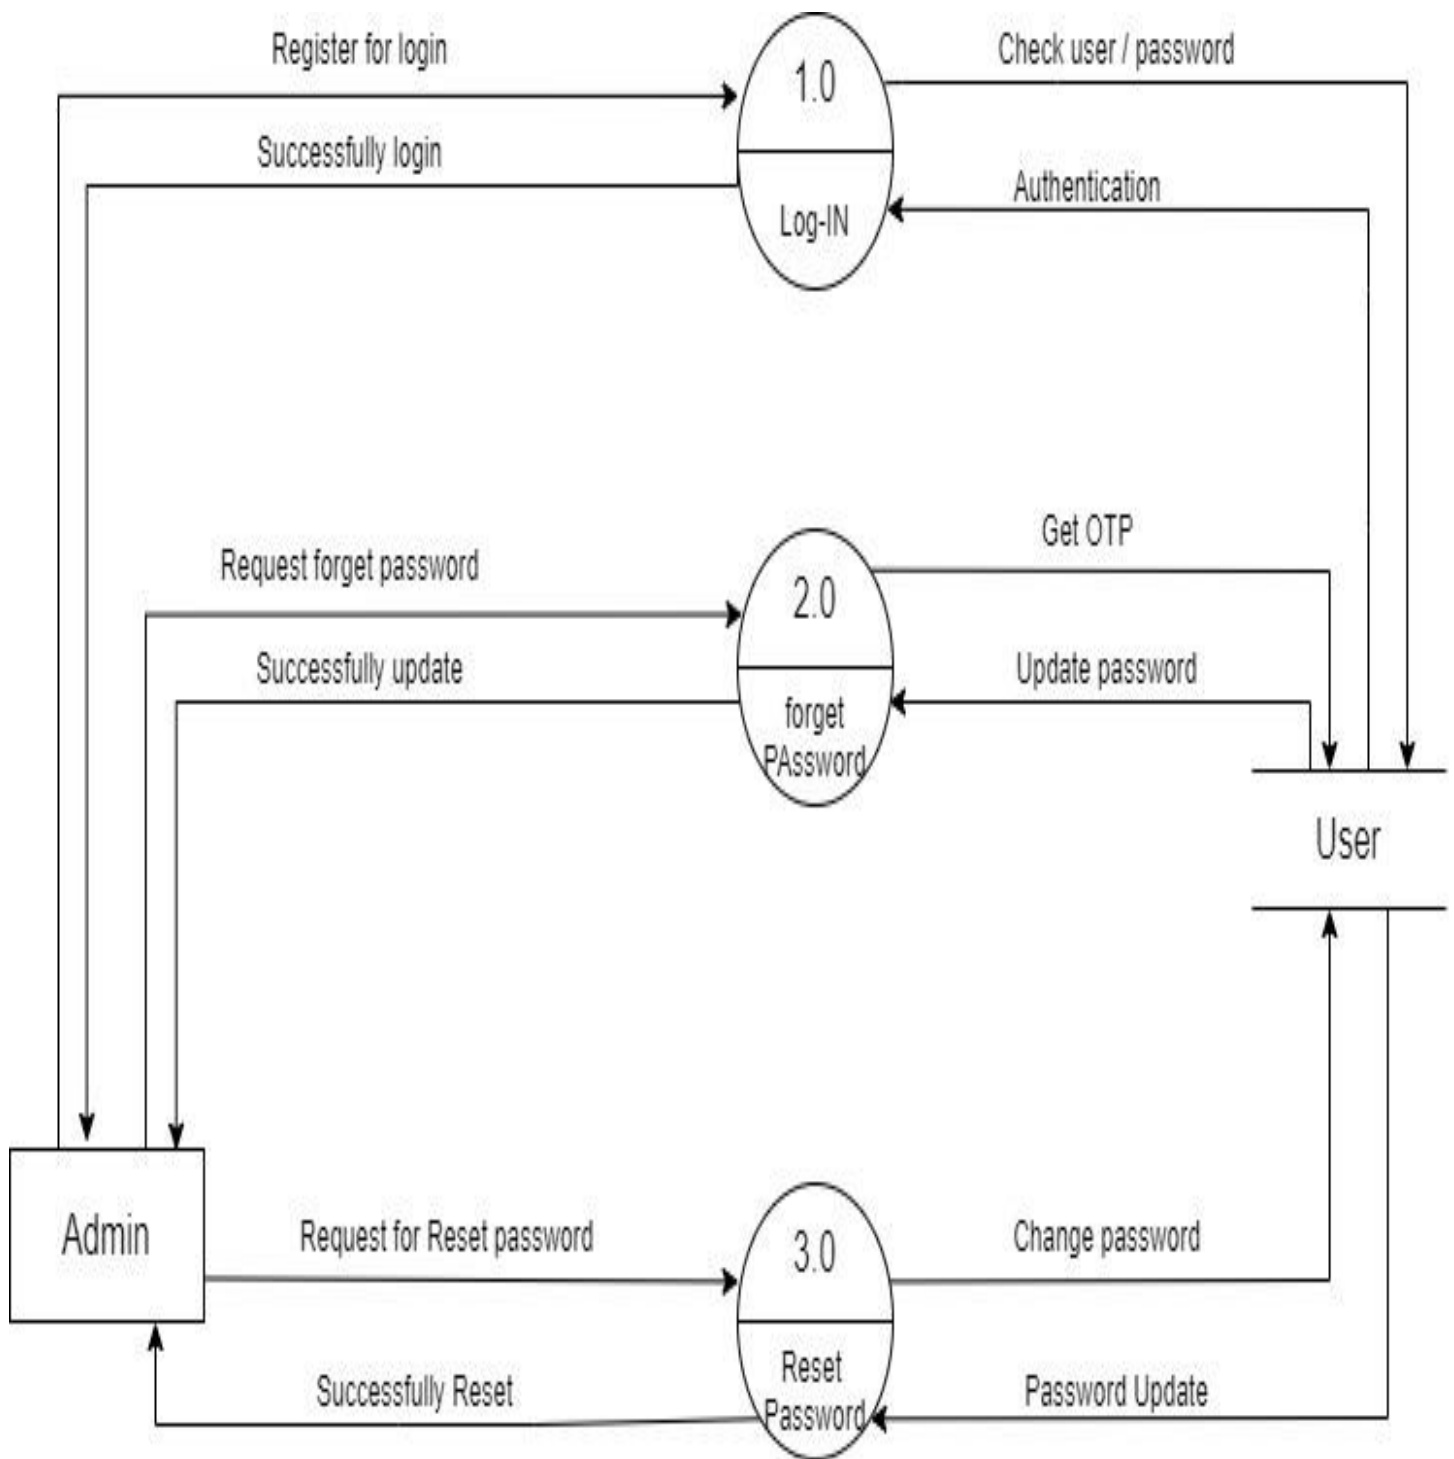 Register for login
1.0
Check user / password
Successfully login
Authentication
Log-IN
Get OTP
Request forget password
2.0
Successfully update
Update password
forget
PAssword
User
Admin
Request for Reset password
3.0
Change password
Reset
Password
Successfully Reset
Password Update